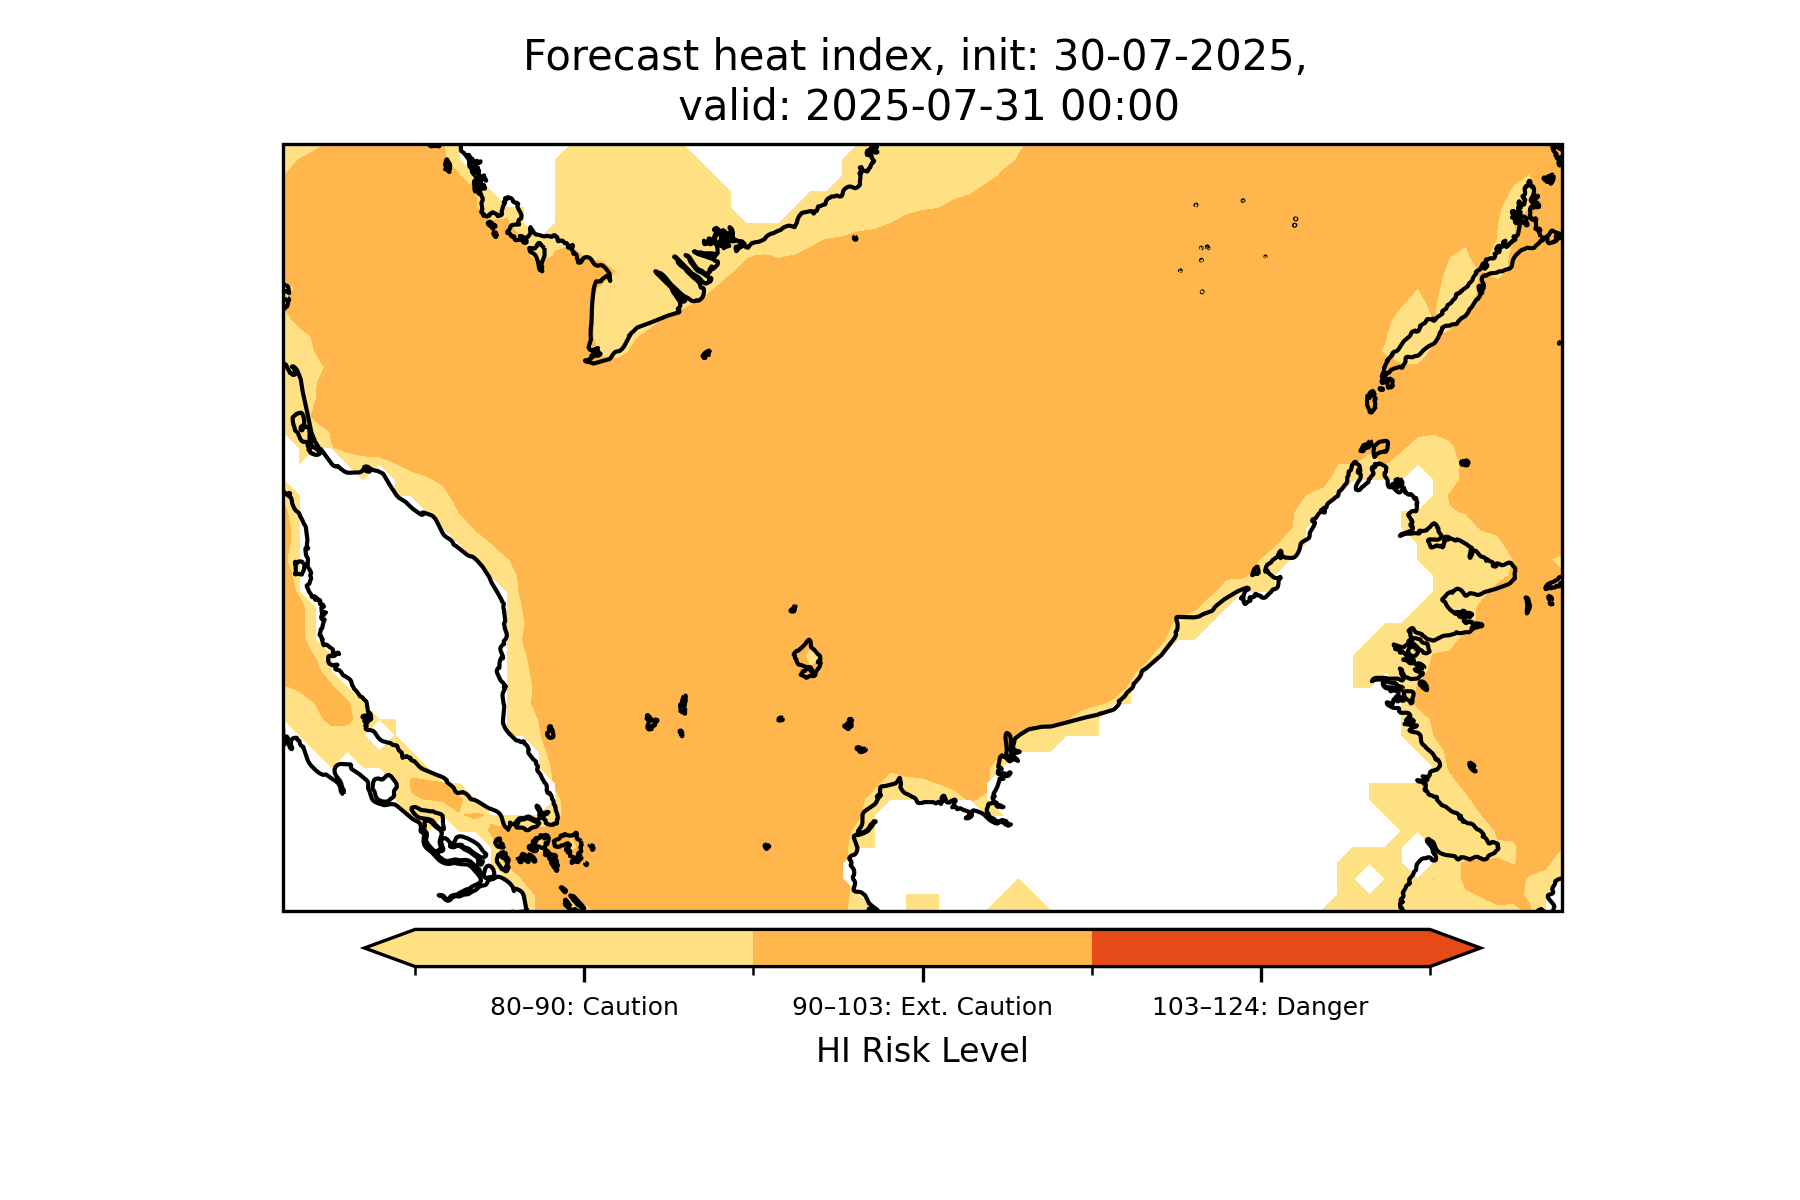 Forecast heat index, init: 30-07-2025,
valid: 2025-07-31 00:00
80–90: Caution
90–103: Ext. Caution
103–124: Danger
HI Risk Level